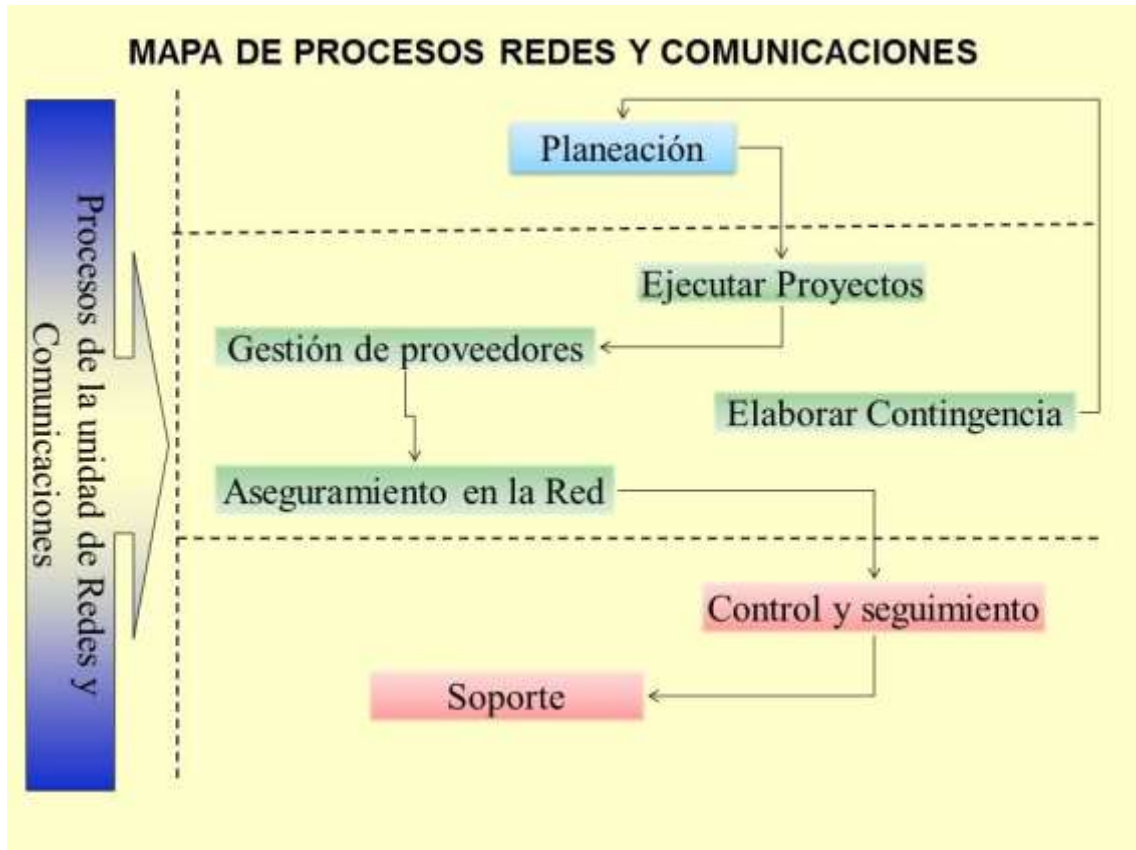 MAPA DE PROCESOS REDES Y COMUNICACIONES
Procesos de la unidad de Redes y
Comunicaciones
Planeación
Ejecutar Proyectos
Gestión de proveedores
Elaborar Contingencia
Aseguramiento en la Red
Control y seguimiento
Soporte